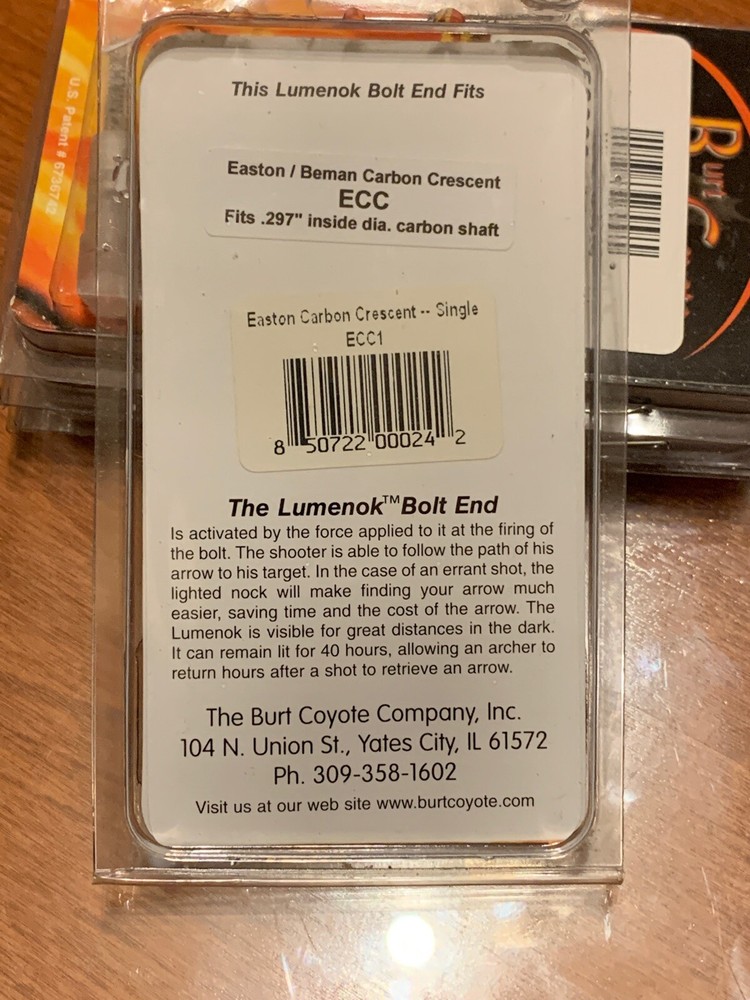 This Lumenok Bolt End Fits
Easton / Beman Carbon Crescent
ECC
Fits .297" inside dia. carbon shaft
Easton Carbon Crescent -- Single
ECC1
8 50722 00024 2
The Lumenok™ Bolt End
Is activated by the force applied to it at the firing of
the bolt. The shooter is able to follow the path of his
arrow to his target. In the case of an errant shot, the
lighted nock will make finding your arrow much
easier, saving time and the cost of the arrow. The
Lumenok is visible for great distances in the dark.
It can remain lit for 40 hours, allowing an archer to
return hours after a shot to retrieve an arrow.
The Burt Coyote Company, Inc.
104 N. Union St., Yates City, IL 61572
Ph. 309-358-1602
Visit us at our web site www.burtcoyote.com
U.S. Patent # 6736742
Burt